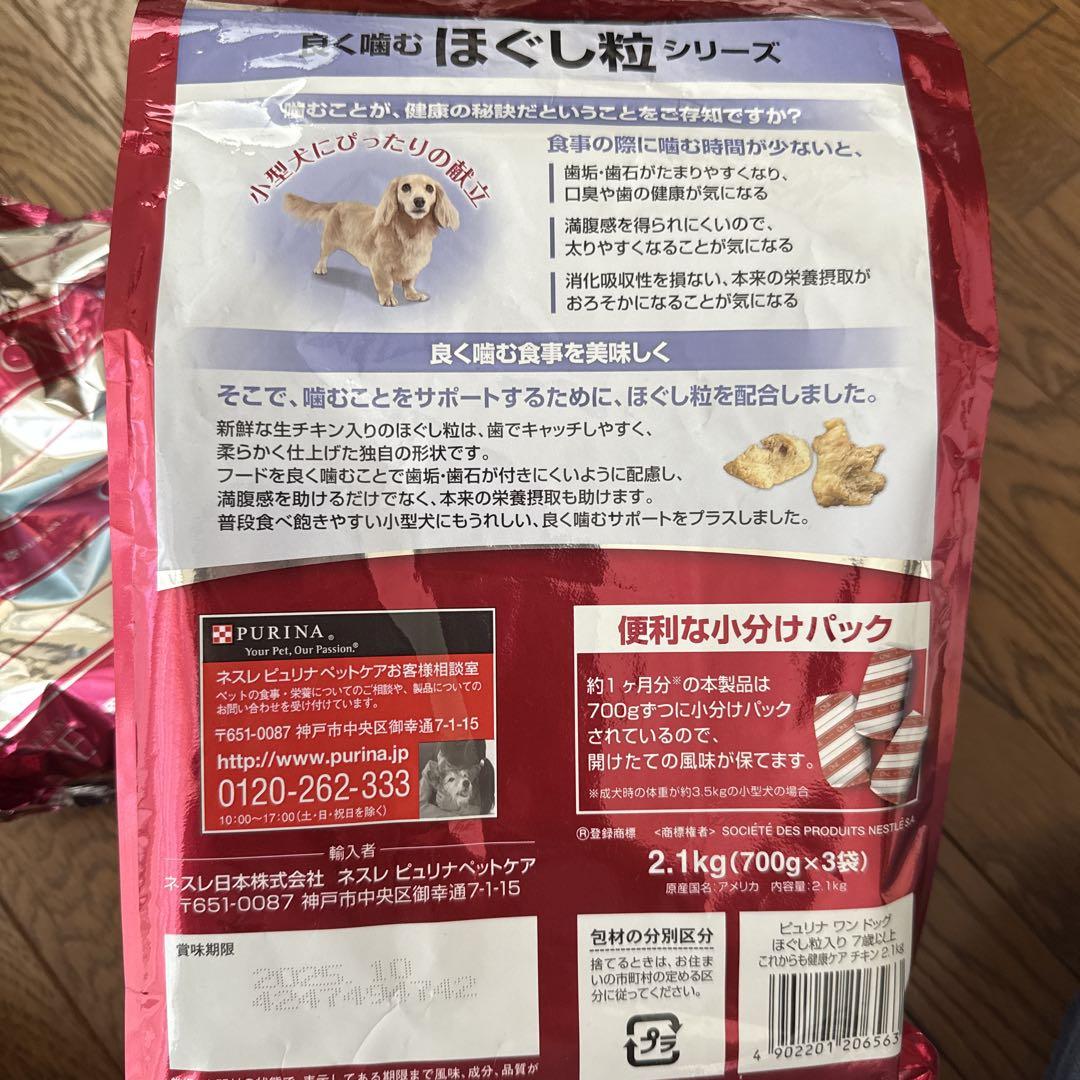 良く噛む ほぐし粒 シリーズ
噛むことが、健康の秘訣だということをご存知ですか?
小型犬にぴったりの献立
食事の際に噛む時間が少ないと、
歯垢・歯石がたまりやすくなり、
口臭や歯の健康が気になる
満腹感を得られにくいので、
太りやすくなることが気になる
消化吸収性を損ない、本来の栄養摂取が
おろそかになることが気になる
良く噛む食事を美味しく
そこで、噛むことをサポートするために、ほぐし粒を配合しました。
新鮮な生チキン入りのほぐし粒は、歯でキャッチしやすく、
柔らかく仕上げた独自の形状です。
フードを良く噛むことで歯垢・歯石が付きにくいように配慮し、
満腹感を助けるだけでなく、本来の栄養摂取も助けます。
普段食べ飽きやすい小型犬にもうれしい、良く噛むサポートをプラスしました。
PURINA®
Your Pet, Our Passion.®
ネスレ ピュリナ ペットケアお客様相談室
ペットの食事・栄養についてのご相談や、製品についての
お問い合わせを受け付けています。
〒651-0087 神戸市中央区御幸通7-1-15
http://www.purina.jp
0120-262-333
10:00〜17:00(土・日・祝日を除く)
輸入者
ネスレ日本株式会社 ネスレ ピュリナペットケア
〒651-0087 神戸市中央区御幸通7-1-15
便利な小分けパック
約1ヶ月分※の本製品は
700gずつに小分けパック
されているので、
開けたての風味が保てます。
※成犬時の体重が約3.5kgの小型犬の場合
®登録商標 <商標権者> SOCIÉTÉ DES PRODUITS NESTLÉ S.A.
2.1kg(700g×3袋)
原産国名:アメリカ 内容量:2.1kg
賞味期限
2025.10
包材の分別区分
捨てるときは、お住ま
いの市町村の定める区
分に従ってください。
プラ
ピュリナ ワン ドッグ
ほぐし粒入り 7歳以上
これからも健康ケア チキン 2.1kg
4 902201 206563